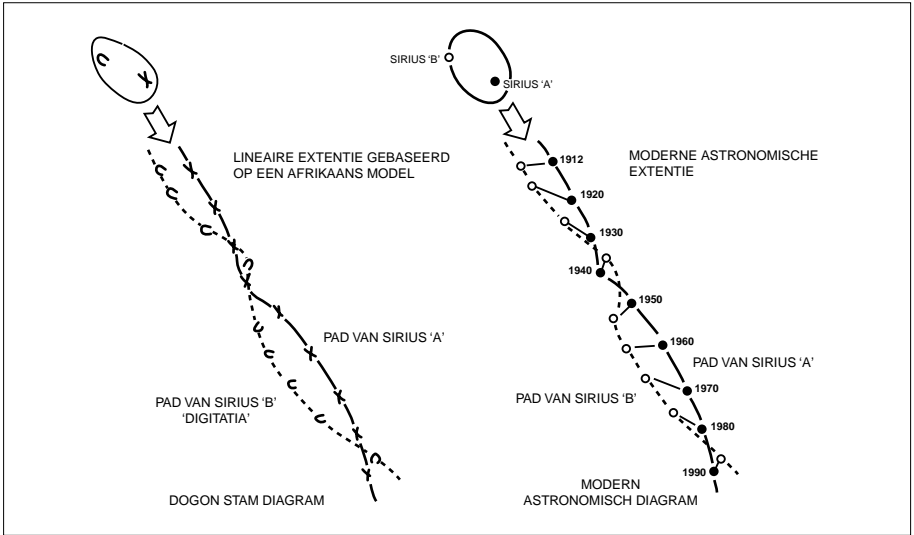 LINEAIRE EXTENTIE GEBASEERD
OP EEN AFRIKAANS MODEL
PAD VAN SIRIUS ‘A’
PAD VAN SIRIUS ‘B’
‘DIGITATIA’
DOGON STAM DIAGRAM
SIRIUS ‘B’
SIRIUS ‘A’
MODERNE ASTRONOMISCHE
EXTENTIE
1912
1920
1930
1940
1950
1960
PAD VAN SIRIUS ‘A’
1970
PAD VAN SIRIUS ‘B’
1980
1990
MODERN
ASTRONOMISCH DIAGRAM